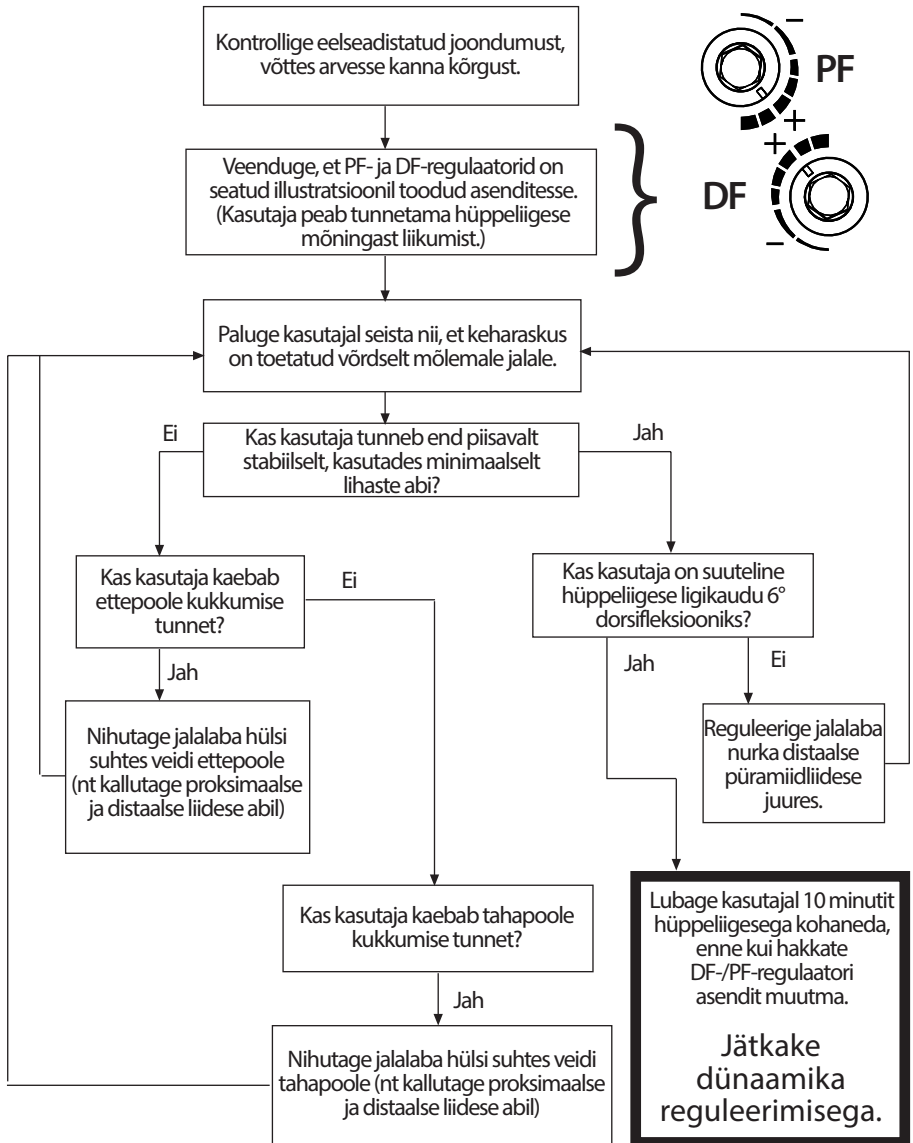 Kontrollige eelseadistatud joondumust,
võttes arvesse kanna kõrgust.
−
PF
+
Veenduge, et PF- ja DF-regulaatorid on
seatud illustratsioonil toodud asenditesse.
(Kasutaja peab tunnetama hüppeliigese
mõningast liikumist.)
+
DF
−
Paluge kasutajal seista nii, et keharaskus
on toetatud võrdselt mõlemale jalale.
Ei
Kas kasutaja tunneb end piisavalt
stabiilselt, kasutades minimaalselt
lihaste abi?
Jah
Kas kasutaja kaebab
ettepoole kukkumise
tunnet?
Ei
Kas kasutaja on suuteline
hüppeliigese ligikaudu 6°
dorsifleksiooniks?
Jah
Jah
Ei
Nihutage jalalaba hülsi
suhtes veidi ettepoole
(nt kallutage proksimaalse
ja distaalse liidese abil)
Reguleerige jalalaba
nurka distaalse
püramiidliidese
juures.
Kas kasutaja kaebab tahapoole
kukkumise tunnet?
Jah
Nihutage jalalaba hülsi suhtes veidi
tahapoole (nt kallutage proksimaalse
ja distaalse liidese abil)
Lubage kasutajal 10 minutit
hüppeliigesega kohaneda,
enne kui hakkate
DF-/PF-regulaatori
asendit muutma.
Jätkake
dünaamika
reguleerimisega.